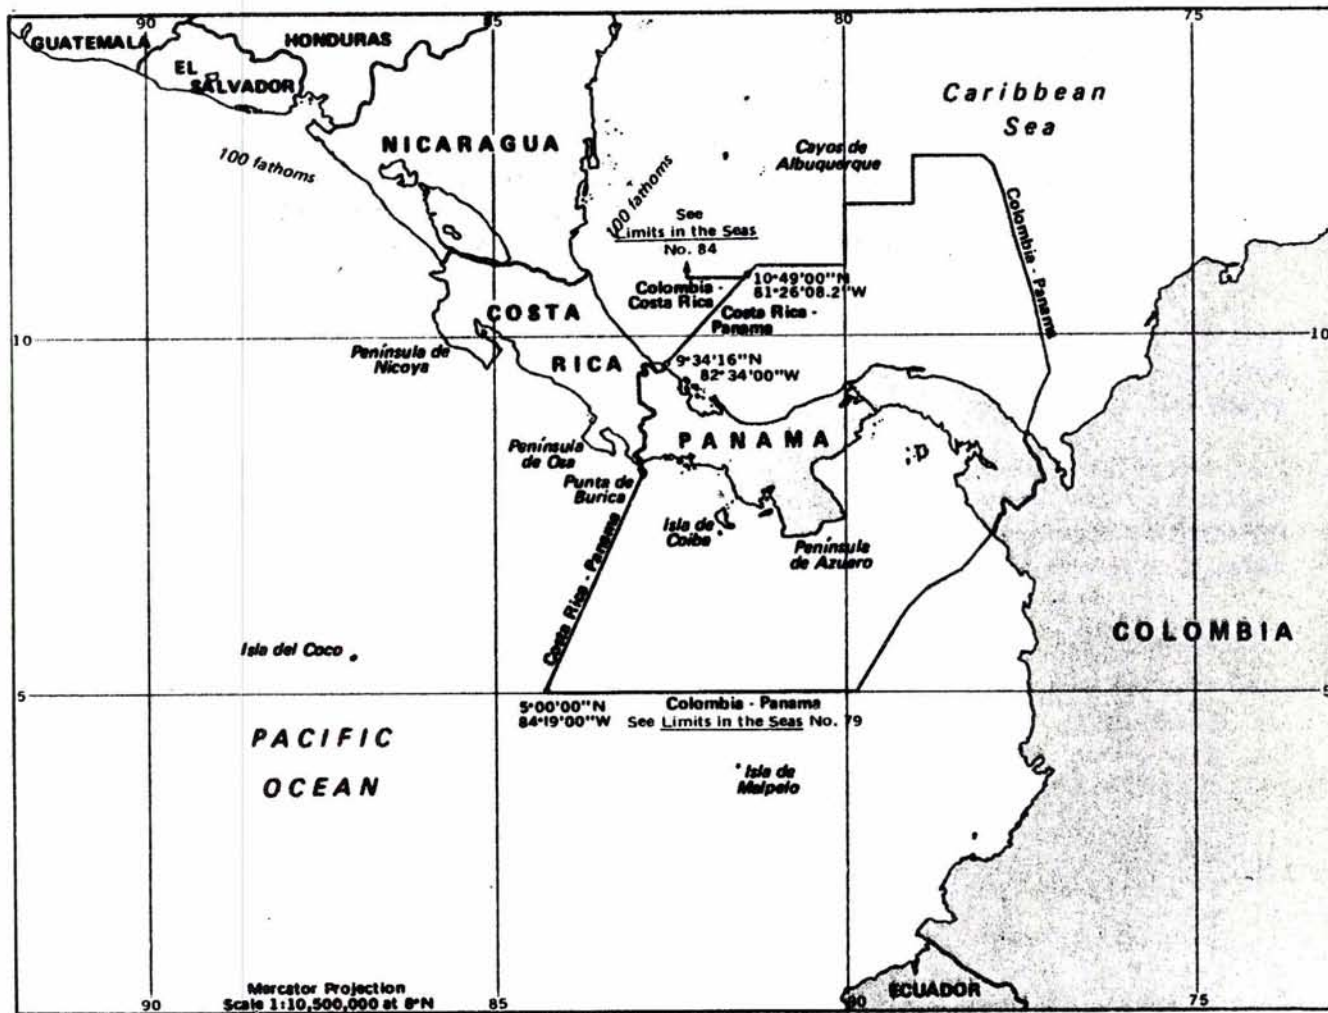 90
85
80
75
GUATEMALA
HONDURAS
EL
SALVADOR
Caribbean
Sea
NICARAGUA
Cayos de
Albuquerque
100 fathoms
100 fathoms
See
Limits in the Seas
No. 84
Colombia - Panama
10°49'00"N
81°26'08.2"W
Colombia -
Costa Rica
Costa Rica -
Panama
COSTA
RICA
10
10
Península de
Nicoya
9°34'16"N
82°34'00"W
PANAMA
Península
de Osa
Punta de
Burica
Isla de
Coiba
Península
de Azuero
Costa Rica - Panama
COLOMBIA
Isla del Coco
5
5
5°00'00"N
84°19'00"W
Colombia - Panama
See Limits in the Seas No. 79
PACIFIC
OCEAN
Isla de
Malpelo
Mercator Projection
Scale 1:10,500,000 at 8°N
ECUADOR
90
85
80
75